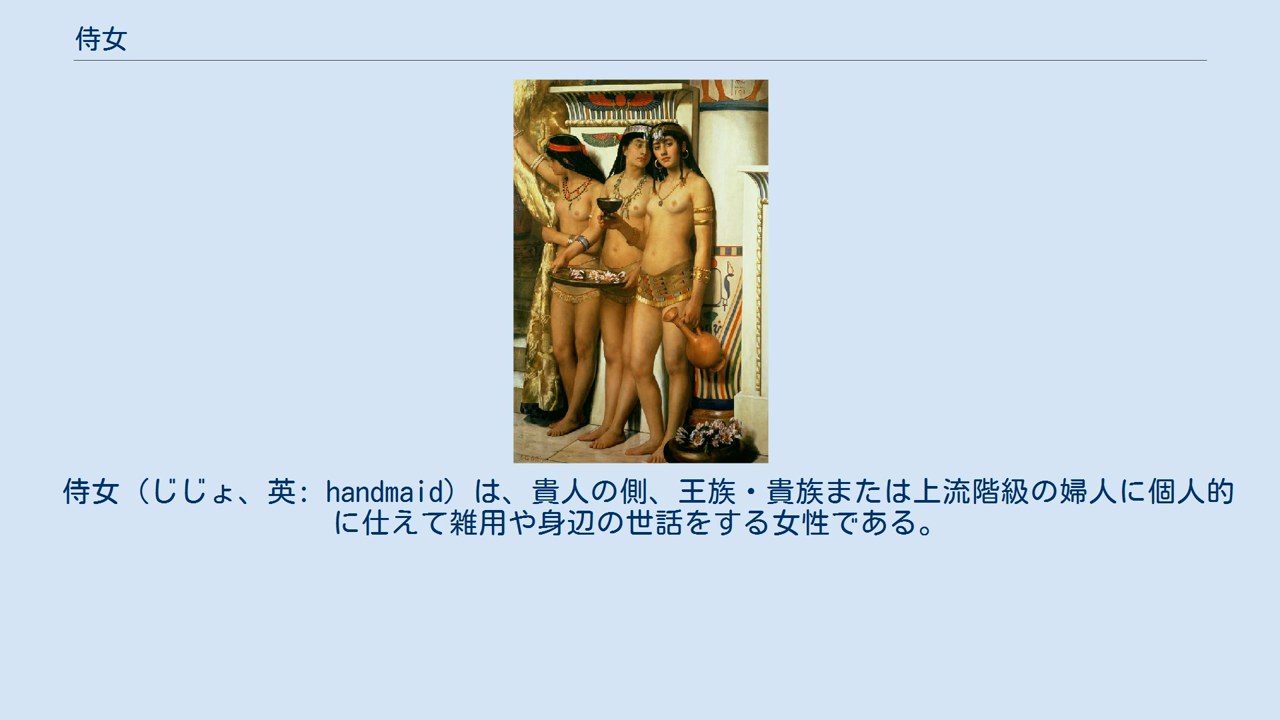 侍女
侍女（じじょ、英: handmaid）は、貴人の側、王族・貴族または上流階級の婦人に個人的
に仕えて雑用や身辺の世話をする女性である。